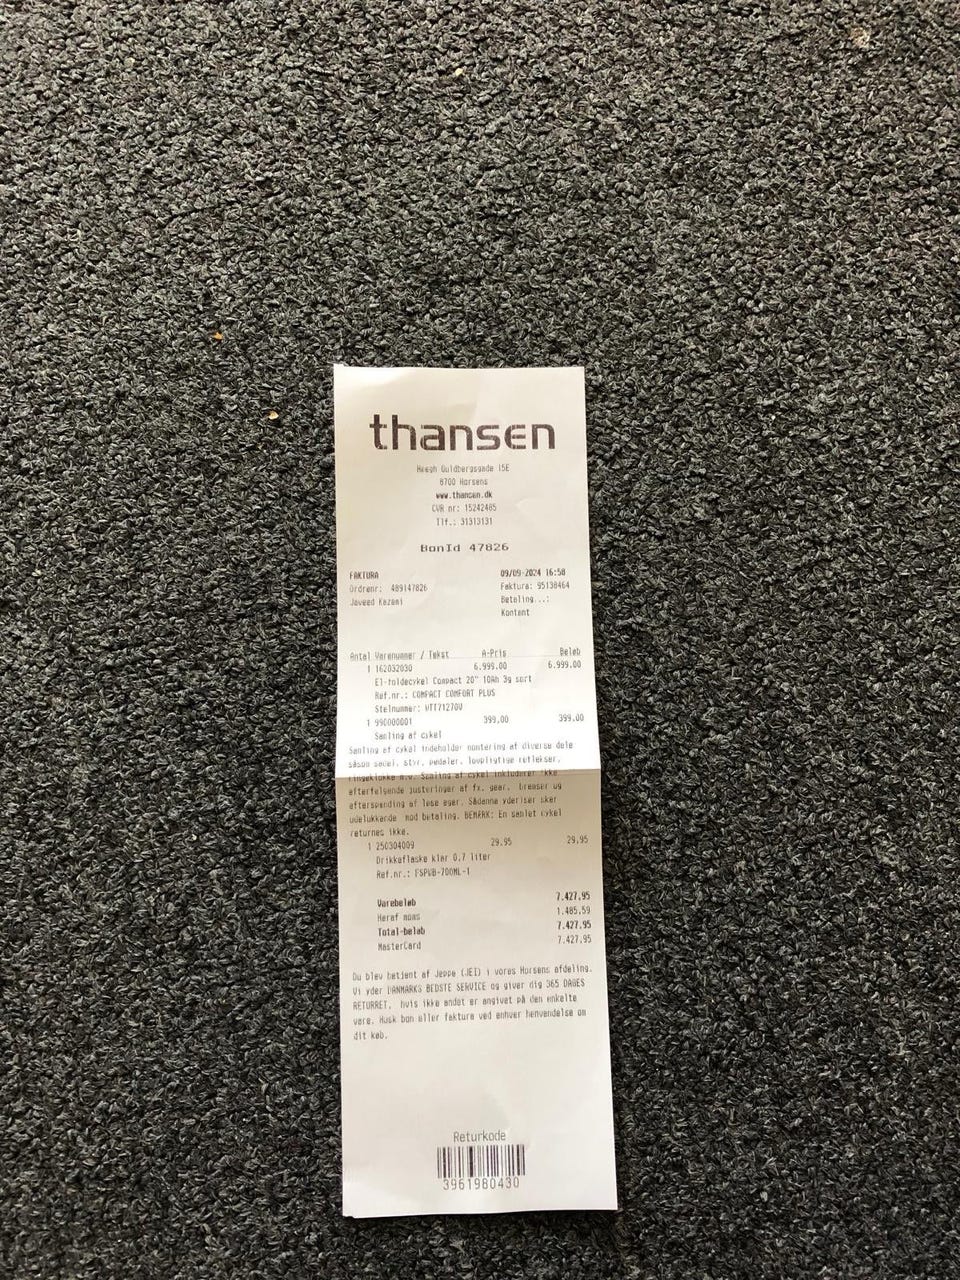 thansen
Høegh Guldbergsgade 15E
8700 Horsens
www.thansen.dk
CVR nr: 15242485
Tlf.: 31313131
BonId 47826
FAKTURA 09/09-2024 16:58
Ordrenr: 489147826 Faktura: 95138464
Javeed Kazemi Betaling...:
Kontant
Antal Varenummer / Tekst A-Pris Beløb
1 162032030 6.999.00 6.999.00
El-foldecykel Compact 20" 10Ah 3g sort
Ref.nr.: COMPACT COMFORT PLUS
Stelnummer: WTT71270V
1 990000001 399,00 399.00
Samling af cykel
Samling af cykel indeholder montering af diverse dele
såsom sadel, styr, pedaler, lovpligtige reflekser,
ringeklokke m.v. Samling af cykel inkluderer ikke
efterfølgende justeringer af fx. gear, bremser og
efterspænding af løse eger. Sådanne ydelser sker
udelukkende mod betaling. BEMÆRK: En samlet cykel
returnes ikke.
1 250304009 29.95 29,95
Drikkeflaske klar 0,7 liter
Ref.nr.: FSPWB-700ML-1
Varebeløb 7.427,95
Heraf moms 1.485,59
Total-beløb 7.427,95
MasterCard 7.427,95
Du blev betjent af Jeppe (JEI) i vores Horsens afdeling.
Vi yder DANMARKS BEDSTE SERVICE og giver dig 365 DAGES
RETURRET, hvis ikke andet er angivet på den enkelte
vare. Husk bon eller faktura ved enhver henvendelse om
dit køb.
Returkode
3961980430